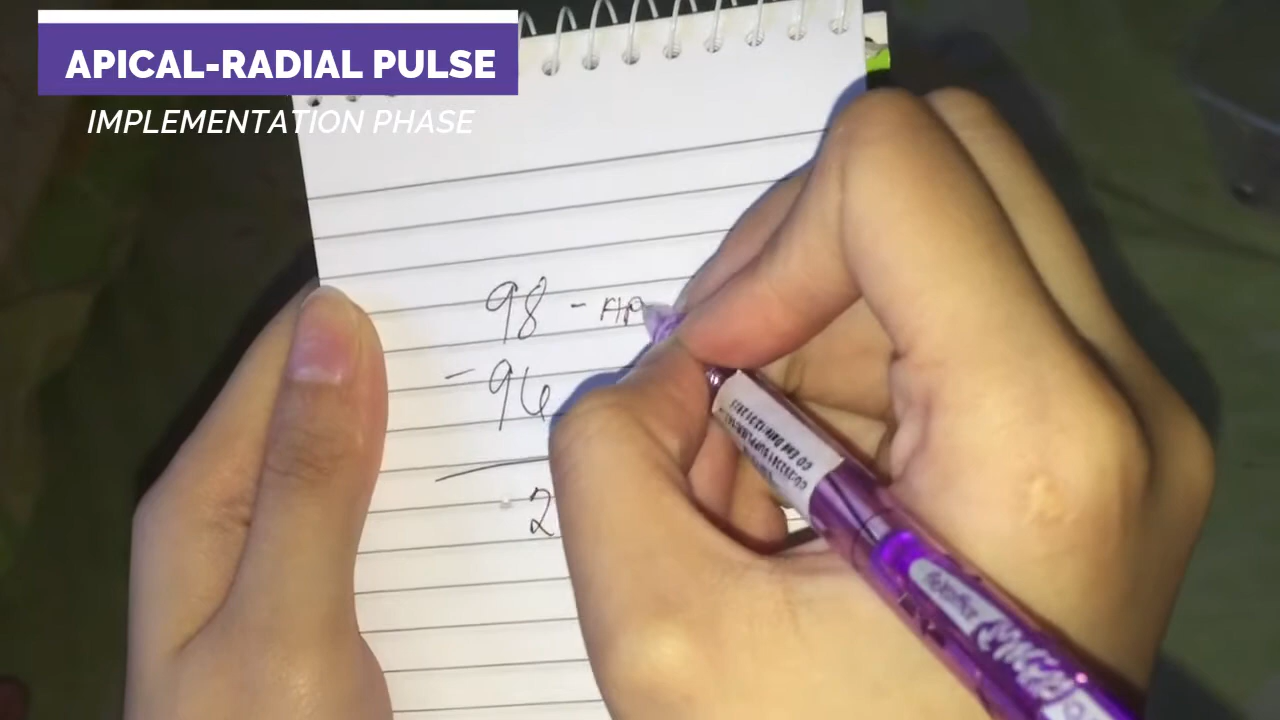 APICAL-RADIAL PULSE
IMPLEMENTATION PHASE
98 - AP
- 96
2